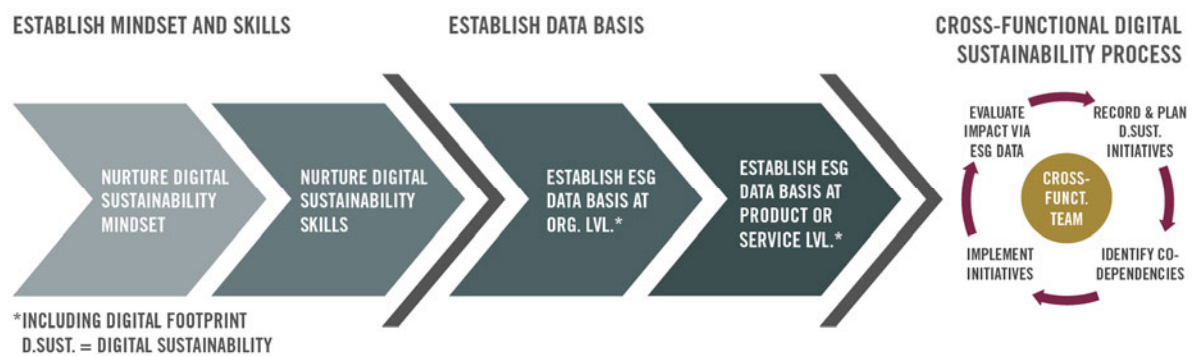 ESTABLISH MINDSET AND SKILLS
ESTABLISH DATA BASIS
CROSS-FUNCTIONAL DIGITAL
SUSTAINABILITY PROCESS
NURTURE DIGITAL
SUSTAINABILITY
MINDSET
NURTURE DIGITAL
SUSTAINABILITY
SKILLS
ESTABLISH ESG
DATA BASIS AT
ORG. LVL.*
ESTABLISH ESG
DATA BASIS AT
PRODUCT OR
SERVICE LVL.*
EVALUATE
IMPACT VIA
ESG DATA
RECORD & PLAN
D.SUST.
INITIATIVES
CROSS-
FUNCT.
TEAM
IMPLEMENT
INITIATIVES
IDENTIFY CO-
DEPENDENCIES
*INCLUDING DIGITAL FOOTPRINT
D.SUST. = DIGITAL SUSTAINABILITY